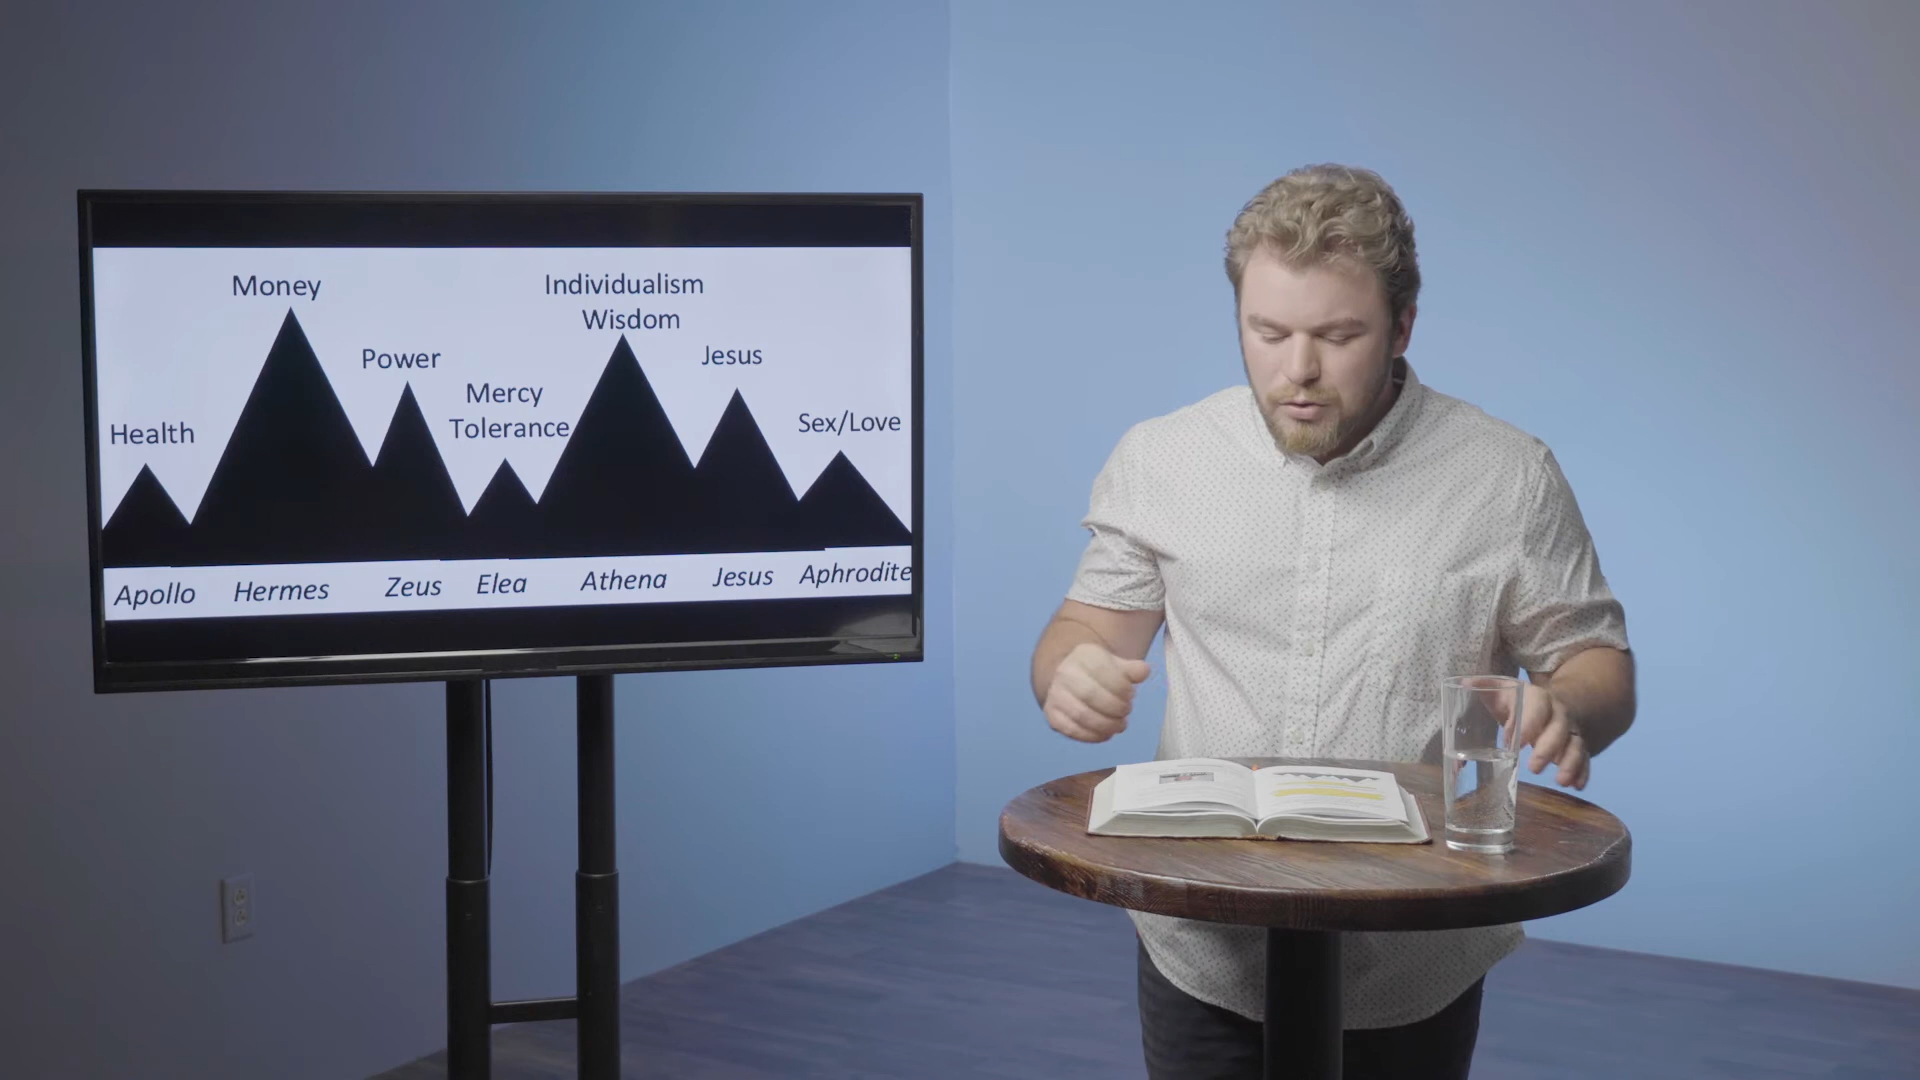 Money
Individualism
Wisdom
Power
Jesus
Mercy
Tolerance
Health
Sex/Love
Apollo Hermes Zeus Elea Athena Jesus Aphrodite